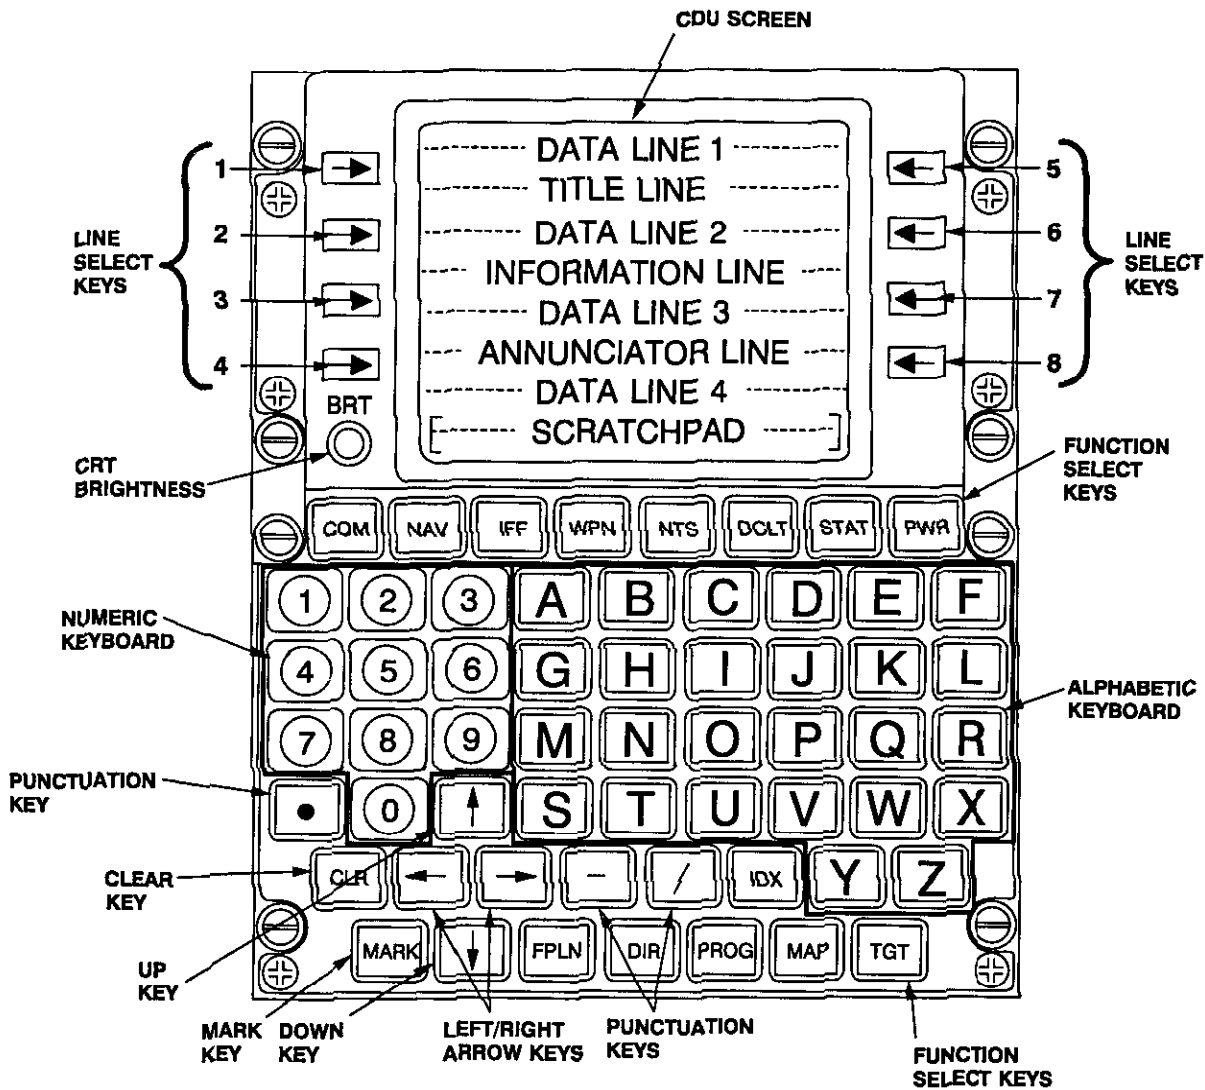 CDU SCREEN
DATA LINE 1
1
5
TITLE LINE
DATA LINE 2
2
6
LINE
SELECT
KEYS
LINE
SELECT
KEYS
INFORMATION LINE
3
7
DATA LINE 3
ANNUNCIATOR LINE
4
8
DATA LINE 4
BRT
SCRATCHPAD
CRT
BRIGHTNESS
FUNCTION
SELECT
KEYS
COM NAV IFF WPN NTS DCLT STAT PWR
1 2 3 A B C D E F
NUMERIC
KEYBOARD
4 5 6 G H I J K L
ALPHABETIC
KEYBOARD
7 8 9 M N O P Q R
PUNCTUATION
KEY
• 0 ↑ S T U V W X
CLEAR
KEY
CLR ← → - / IDX Y Z
MARK ↓ FPLN DIR PROG MAP TGT
UP
KEY
MARK
KEY
DOWN
KEY
LEFT/RIGHT
ARROW KEYS
PUNCTUATION
KEYS
FUNCTION
SELECT KEYS